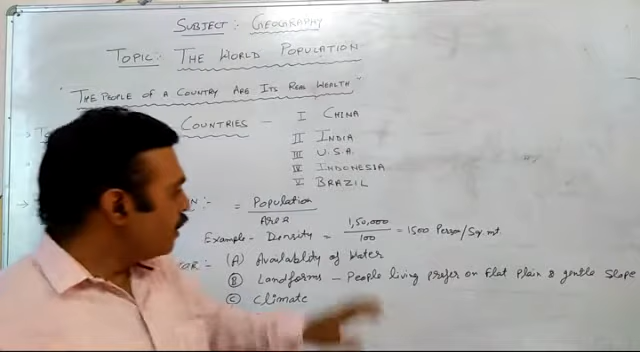 SUBJECT :- GEOGRAPHY
TOPIC :- THE WORLD POPULATION
"THE PEOPLE OF A COUNTRY ARE ITS REAL WEALTH"
COUNTRIES - I CHINA
II INDIA
III U.S.A.
IV INDONESIA
V BRAZIL
:- = Population
Area
Example - Density = 1,50,000
100
= 1500 Person/Sq. mt.
:- (A) Availability of Water
(B) Landforms - People living prefer on flat Plain & gentle Slope
(C) Climate